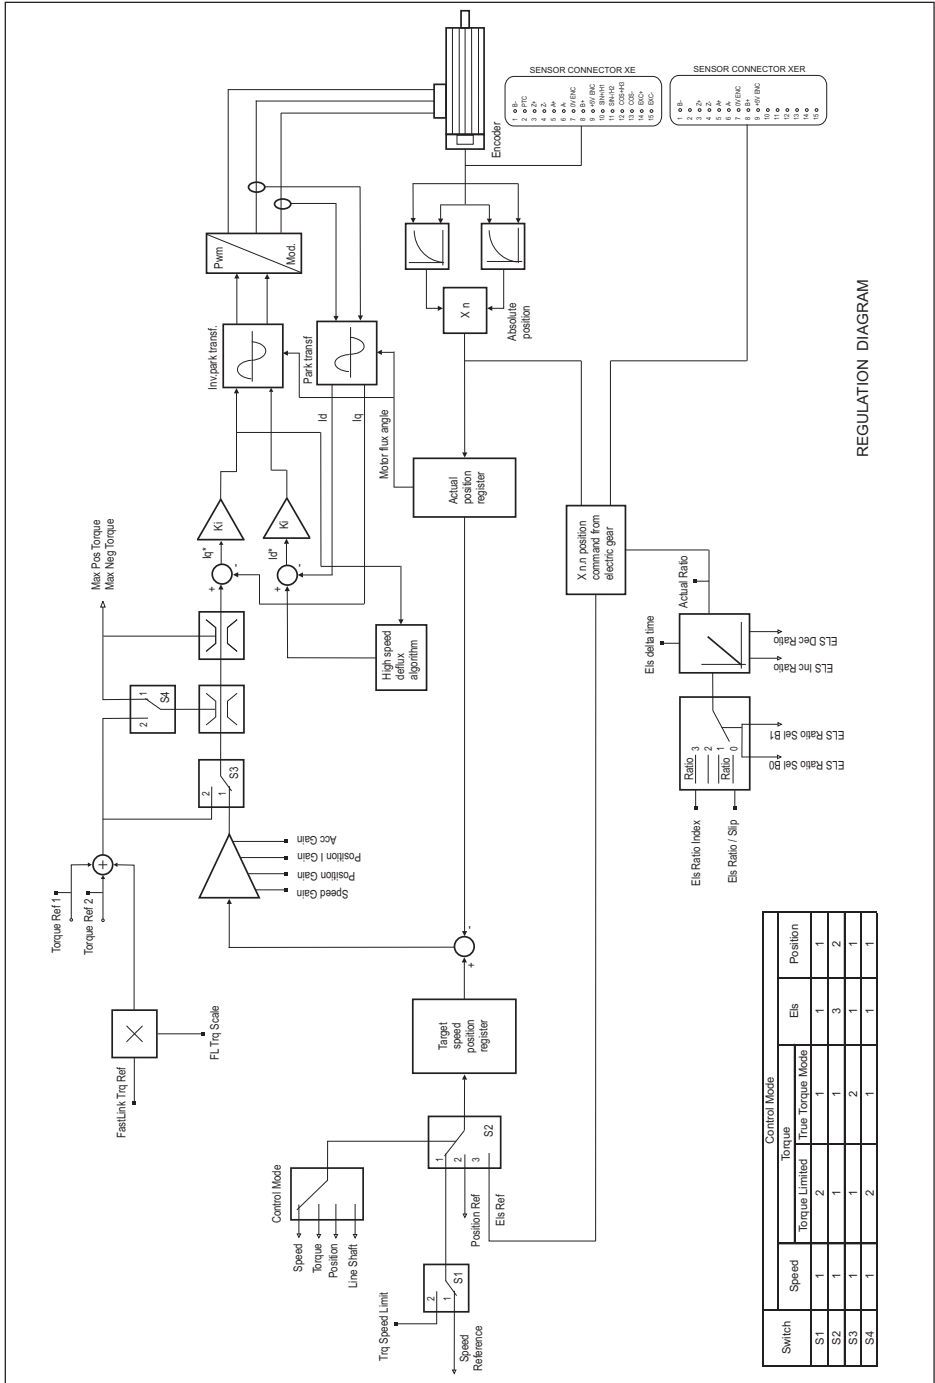 REGULATION DIAGRAM
SENSOR CONNECTOR XE
1 B-
2 PTC
3 Z+
4 Z-
5 A+
6 A-
7 0V ENC
8 B+
9 +5V ENC
10 SIN+/H1
11 SIN-/H2
12 COS+/H3
13 COS-
14 EXC+
15 EXC-
SENSOR CONNECTOR XER
1 B-
2
3 Z+
4 Z-
5 A+
6 A-
7 0V ENC
8 B+
9 +5V ENC
10
11
12
13
14
15
Encoder
Pwm
Mod.
Inv.park transf.
Park transf
Id
Iq
Motor flux angle
X n
Absolute
position
Actual
position
register
X n.n position
command from
electric gear
Actual Ratio
Els delta time
ELS Dec Ratio
ELS Inc Ratio
Ratio 3
2
1
Ratio 0
ELS Ratio Sel B1
ELS Ratio Sel B0
Els Ratio Index
Els Ratio / Slip
Max Pos Torque
Max Neg Torque
Ki
Ki
Iq*
Id*
+
-
+
-
High speed
deflux
algorithm
1
2
S4
2
1
S3
Acc Gain
Position I Gain
Position Gain
Speed Gain
Torque Ref 1
Torque Ref 2
+
FastLink Trq Ref
FL Trq Scale
+
-
Target
speed
position
register
1
2
3
S2
Control Mode
Speed
Torque
Position
Line Shaft
Position Ref
Els Ref
2
1
S1
Trq Speed Limit
Speed
Reference
Switch
Control Mode
Speed
Torque
Els
Position
Torque Limited
True Torque Mode
S1 1 2 1 1 1
S2 1 1 1 3 2
S3 1 1 2 1 1
S4 1 2 1 1 1